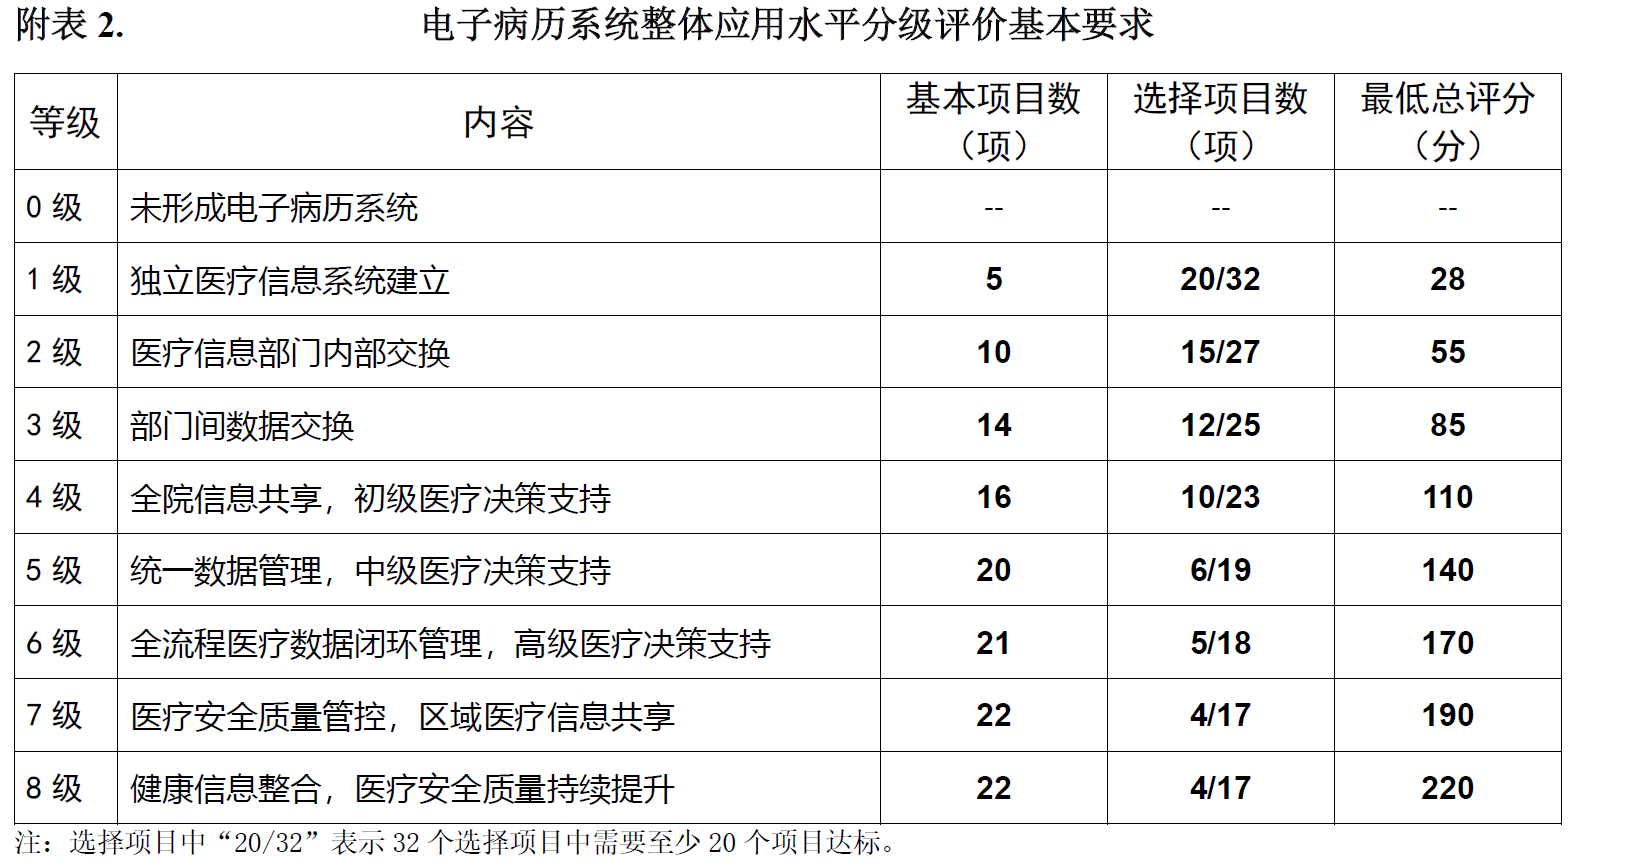 附表 2. 电子病历系统整体应用水平分级评价基本要求
等级 内容 基本项目数（项） 选择项目数（项） 最低总评分（分）
0 级 未形成电子病历系统 -- -- --
1 级 独立医疗信息系统建立 5 20/32 28
2 级 医疗信息部门内部交换 10 15/27 55
3 级 部门间数据交换 14 12/25 85
4 级 全院信息共享，初级医疗决策支持 16 10/23 110
5 级 统一数据管理，中级医疗决策支持 20 6/19 140
6 级 全流程医疗数据闭环管理，高级医疗决策支持 21 5/18 170
7 级 医疗安全质量管控，区域医疗信息共享 22 4/17 190
8 级 健康信息整合，医疗安全质量持续提升 22 4/17 220
注：选择项目中“20/32”表示 32 个选择项目中需要至少 20 个项目达标。